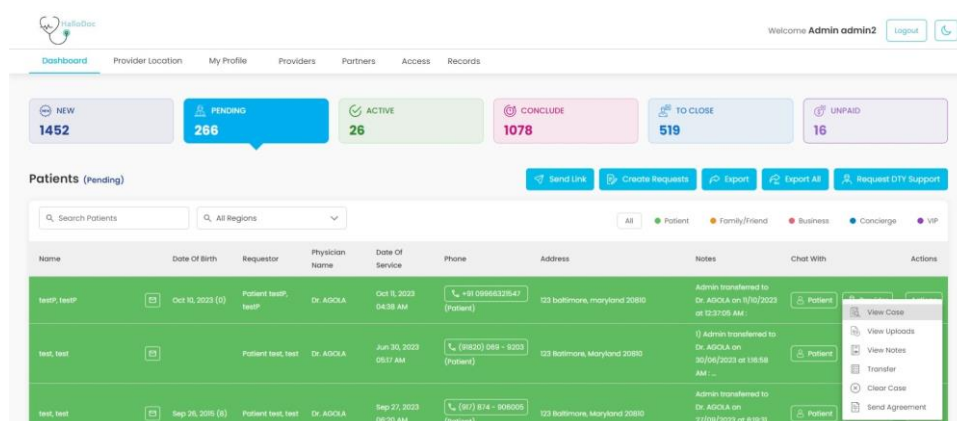 HalloDoc
Welcome Admin admin2 Logout
Dashboard Provider Location My Profile Providers Partners Access Records
NEW PENDING ACTIVE CONCLUDE TO CLOSE UNPAID
1452 266 26 1078 519 16
Patients (Pending) Send Link Create Requests Export Export All Request DTY Support
Search Patients All Regions All Patient Family/Friend Business Concierge VIP
Name Date Of Birth Requestor Physician Name Date Of Service Phone Address Notes Chat With Actions
testP, testP Oct 10, 2023 (0) Patient testP, testP Dr. AGOLA Oct 11, 2023 04:38 AM +91 09966321547 (Patient) 123 baltimore, maryland 20810 Admin transferred to Dr. AGOLA on 11/10/2023 at 12:37:05 AM : Patient
test, test Patient test, test Dr. AGOLA Jun 30, 2023 05:17 AM (91820) 069 - 9203 (Patient) 123 Baltimore, Maryland 20810 1) Admin transferred to Dr. AGOLA on 30/06/2023 at 1:16:58 AM : ... Patient
test, test Sep 26, 2015 (8) Patient test, test Dr. AGOLA Sep 27, 2023 (917) 874 - 906005 123 Baltimore, Maryland 20810 Admin transferred to Dr. AGOLA on Patient
View Case
View Uploads
View Notes
Transfer
Clear Case
Send Agreement